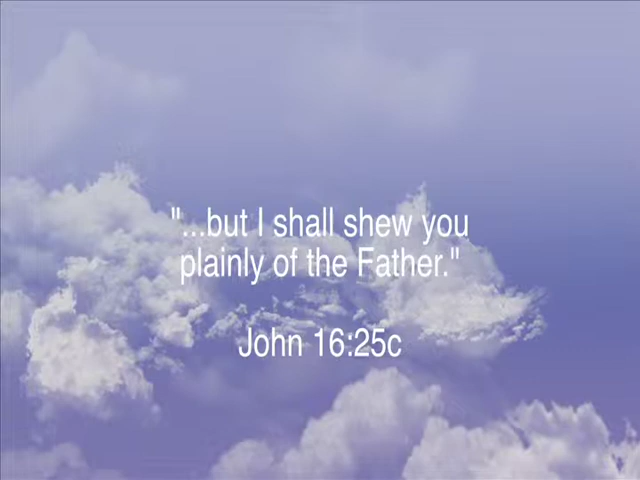 "...but I shall shew you
plainly of the Father."
John 16:25c